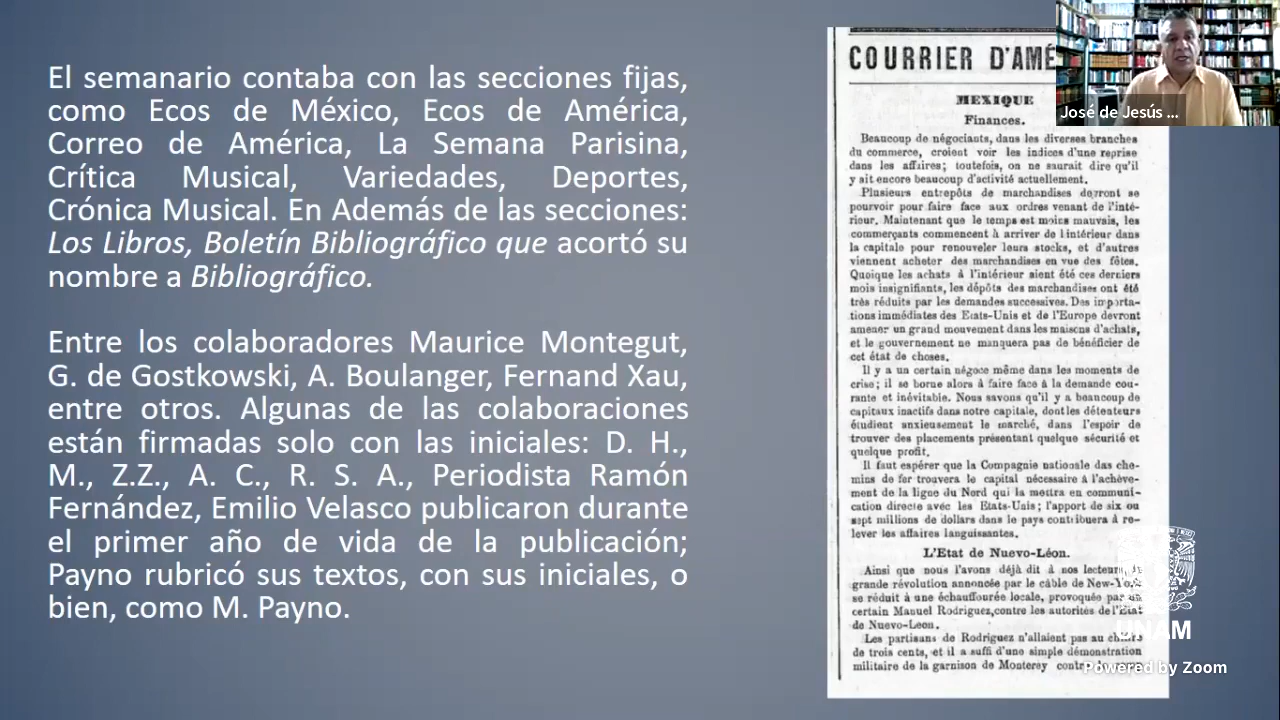 El semanario contaba con las secciones fijas,
como Ecos de México, Ecos de América,
Correo de América, La Semana Parisina,
Crítica Musical, Variedades, Deportes,
Crónica Musical. En Además de las secciones:
Los Libros, Boletín Bibliográfico que acortó su
nombre a Bibliográfico.
Entre los colaboradores Maurice Montegut,
G. de Gostkowski, A. Boulanger, Fernand Xau,
entre otros. Algunas de las colaboraciones
están firmadas solo con las iniciales: D. H.,
M., Z.Z., A. C., R. S. A., Periodista Ramón
Fernández, Emilio Velasco publicaron durante
el primer año de vida de la publicación;
Payno rubricó sus textos, con sus iniciales, o
bien, como M. Payno.
COURRIER D'AMÉ
MEXIQUE
Finances.
Beaucoup de négociants, dans les diverses branches
du commerce, croient voir les indices d'une reprise
dans les affaires; toutefois, on ne saurait dire qu'il
y ait encore beaucoup d'activité actuellement.
Plusieurs entrepôts de marchandises devront se
pourvoir pour faire face aux ordres venant de l'inté-
rieur. Maintenant que le temps est moins mauvais, les
commerçants commencent à arriver de l'intérieur dans
la capitale pour renouveler leurs stocks, et d'autres
viennent acheter des marchandises en vue des fêtes.
Quoique les achats à l'intérieur aient été ces derniers
mois insignifiants, les dépôts des marchandises ont été
très réduits par les demandes successives. Des importa-
tions immédiates des Etats-Unis et de l'Europe devront
amener un grand mouvement dans les maisons d'achats,
et le gouvernement ne manquera pas de bénéficier de
cet état de choses.
Il y a un certain négoce même dans les moments de
crise; il se borne alors à faire face à la demande cou-
rante et inévitable. Nous savons qu'il y a beaucoup de
capitaux inactifs dans notre capitale, dont les détenteurs
étudient anxieusement le marché, dans l'espoir de
trouver des placements présentant quelque sécurité et
quelque profit.
Il faut espérer que la Compagnie nationale des che-
mins de fer trouvera le capital nécessaire à l'achève-
ment de la ligne du Nord qui la mettra en communi-
cation directe avec les Etats-Unis; l'apport de six ou
sept millions de dollars dans le pays contribuera à re-
lever les affaires languissantes.
L'Etat de Nuevo-Léon.
Ainsi que nous l'avons déjà dit à nos lecteurs
grande révolution annoncée par le câble de New-York
se réduit à une échauffourée locale, provoquée par un
certain Manuel Rodriguez, contre les autorités de l'Etat
de Nuevo-Leon.
Les partisans de Rodriguez n'allaient pas au chiffre
de trois cents, et il a suffi d'une simple démonstration
militaire de la garnison de Monterey
José de Jesús ...
UNAM
Powered by Zoom